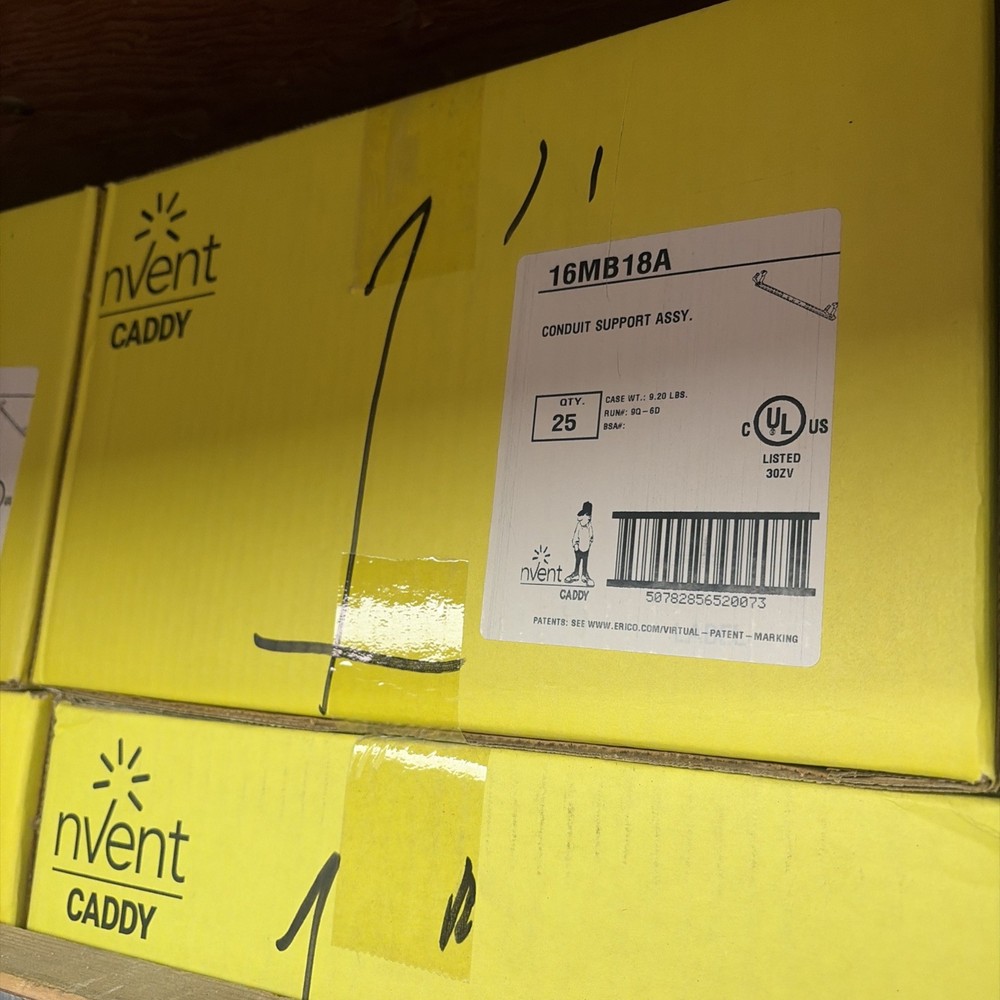 nvent
CADDY
1"
16MB18A
CONDUIT SUPPORT ASSY.
QTY.
25
CASE WT.: 9.20 LBS.
RUN#: 9Q-6D
BSA#:
C UL US
LISTED
30ZV
nvent
CADDY
50782856520073
PATENTS: SEE WWW.ERICO.COM/VIRTUAL-PATENT-MARKING
nvent
CADDY
1"